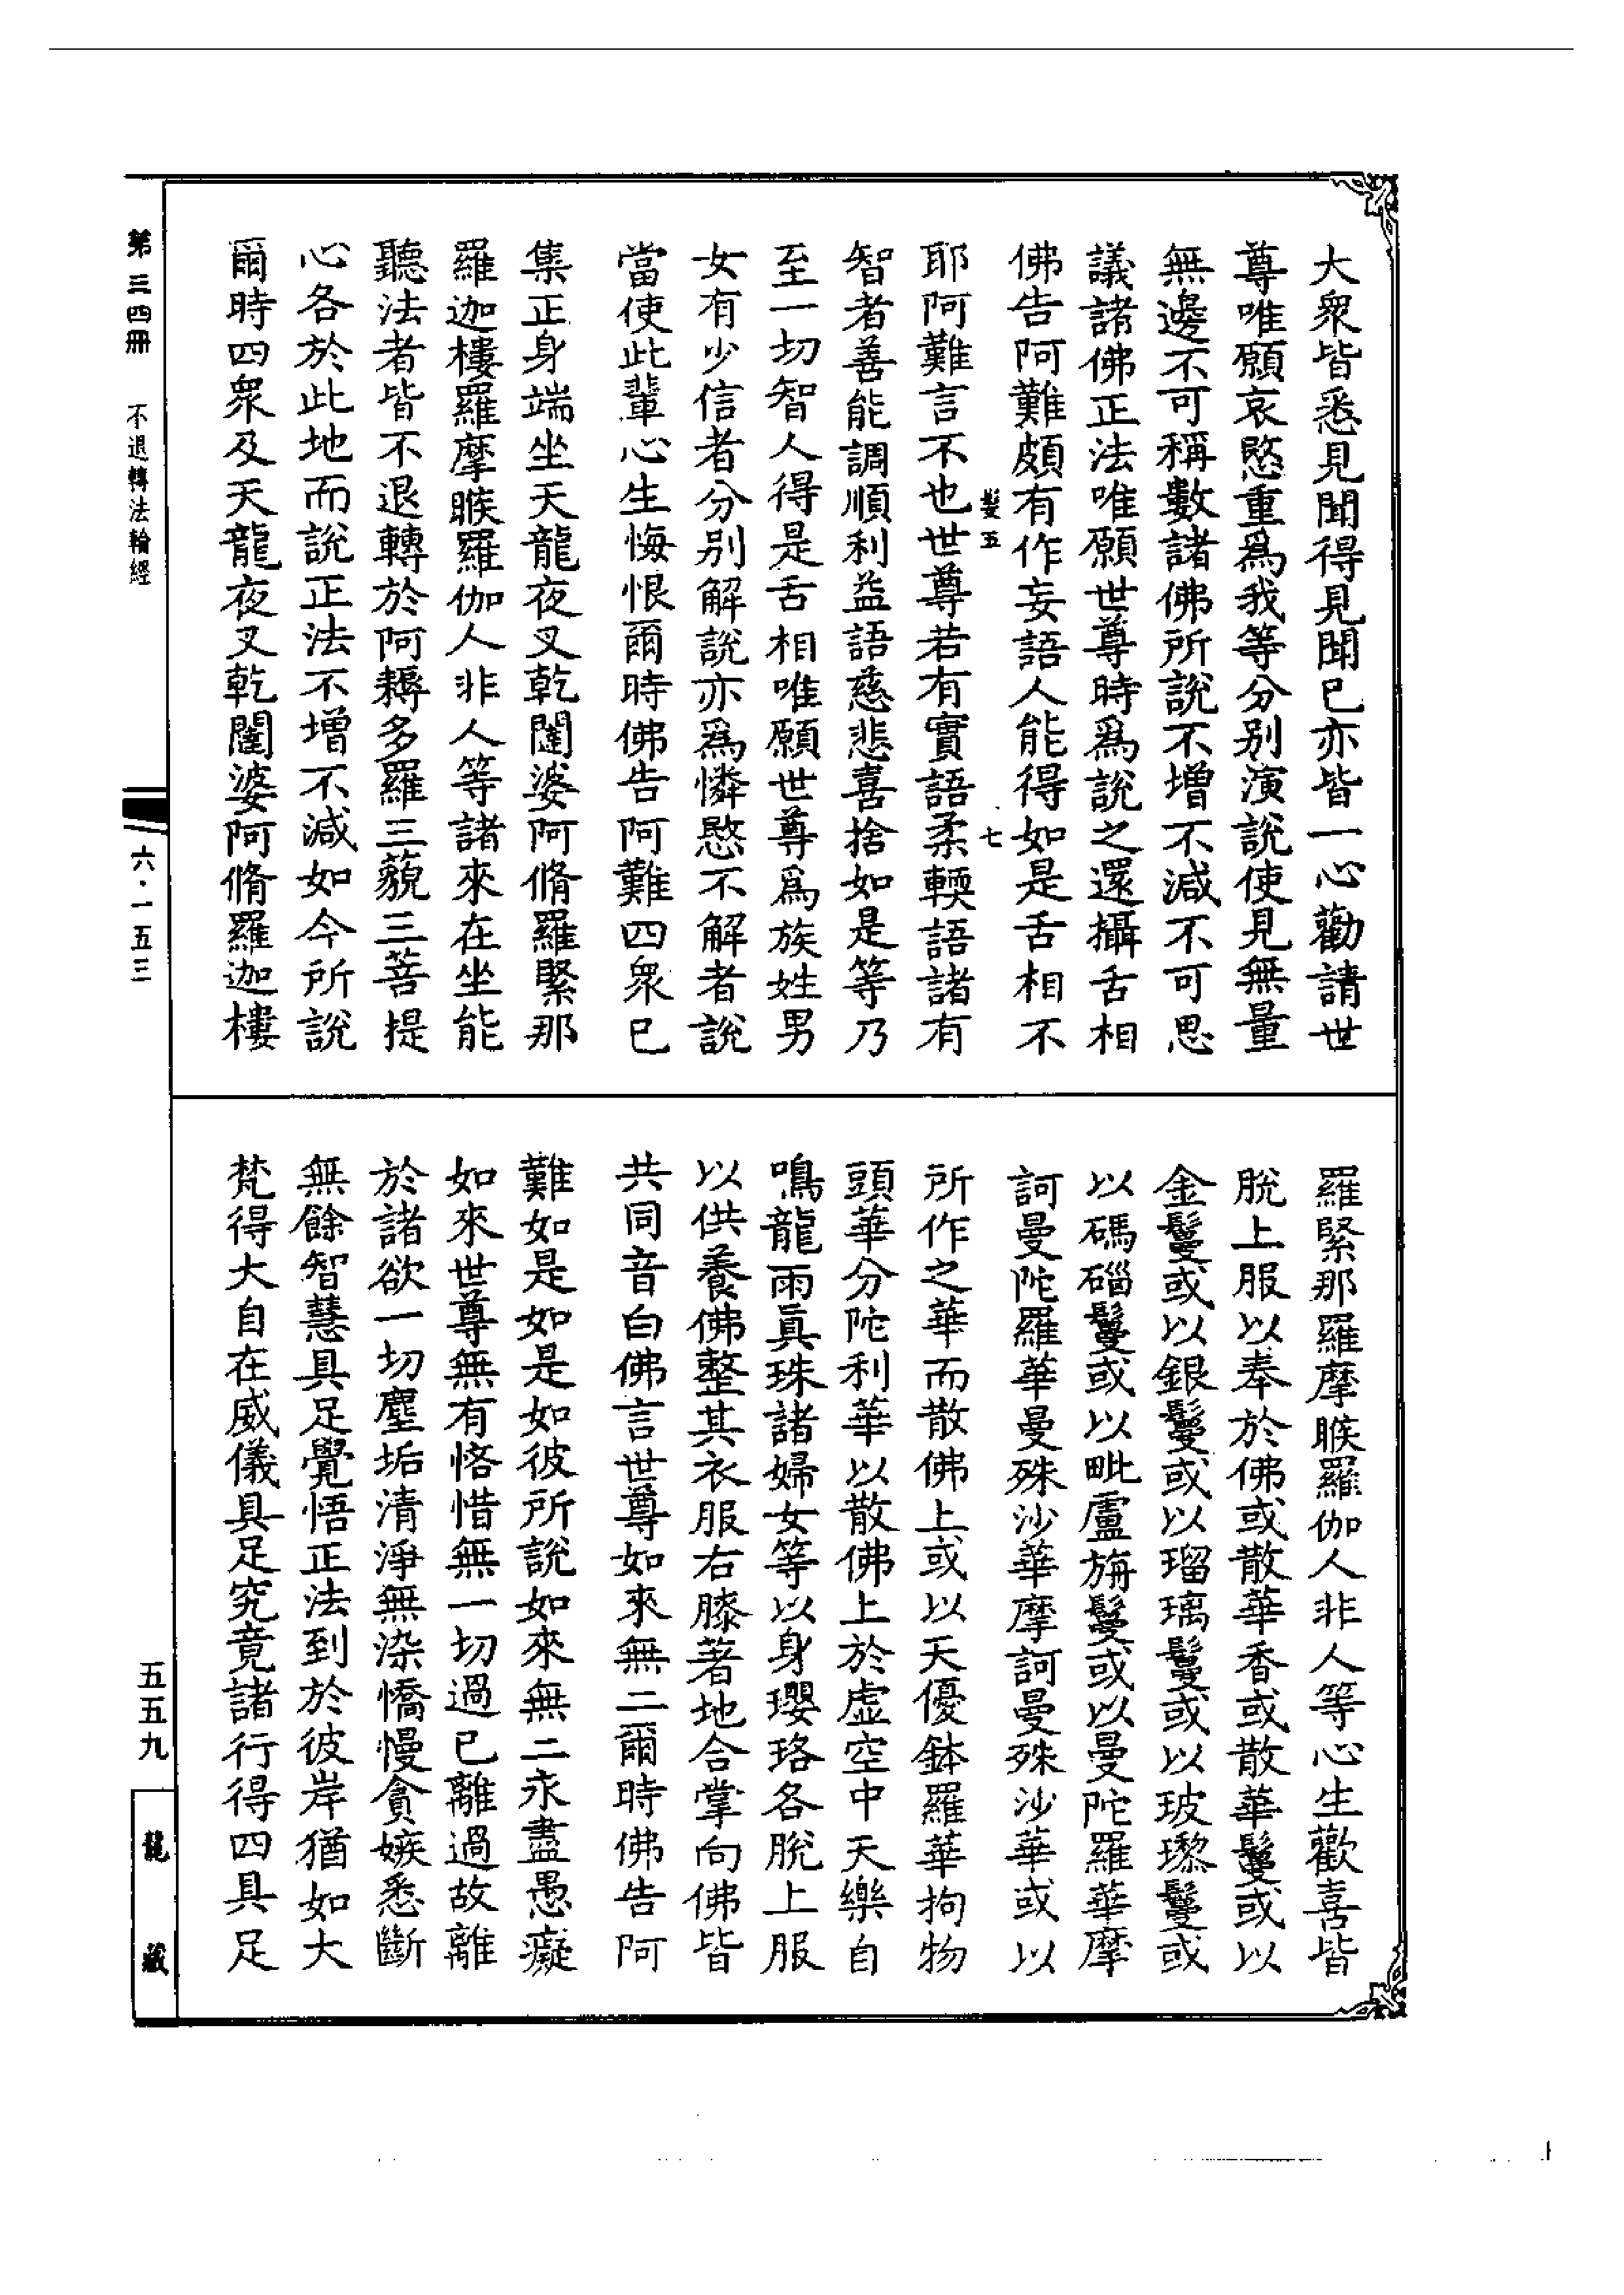 大衆皆悉見聞得見聞已亦皆一心勸請世
尊唯願哀愍重爲我等分别演說使見無量
無邊不可稱數諸佛所說不增不減不可思
議諸佛正法唯願世尊時爲說之還攝舌相
佛告阿難頗有作妄語人能得如是舌相不
髮五 七
耶阿難言不也世尊若有實語柔輭語諸有
智者善能調順利益語慈悲喜捨如是等乃
至一切智人得是舌相唯願世尊爲族姓男
女有少信者分别解說亦爲憐愍不解者說
當使此輩心生悔恨爾時佛告阿難四衆已
集正身端坐天龍夜叉乾闥婆阿脩羅緊那
羅迦樓羅摩睺羅伽人非人等諸來在坐能
聽法者皆不退轉於阿耨多羅三藐三菩提
心各於此地而說正法不增不減如今所說
爾時四衆及天龍夜叉乾闥婆阿脩羅迦樓
羅緊那羅摩睺羅伽人非人等心生歡喜皆
脫上服以奉於佛或散華香或散華鬘或以
金鬘或以銀鬘或以瑠璃鬘或以玻瓈鬘或
以碼碯鬘或以毗盧旃鬘或以曼陀羅華摩
訶曼陀羅華曼殊沙華摩訶曼殊沙華或以
所作之華而散佛上或以天優鉢羅華拘物
頭華分陀利華以散佛上於虛空中天樂自
鳴龍雨眞珠諸婦女等以身瓔珞各脫上服
以供養佛整其衣服右膝著地合掌向佛皆
共同音白佛言世尊如來無二爾時佛告阿
難如是如是如彼所說如來無二永盡愚癡
如來世尊無有悋惜無一切過已離過故離
於諸欲一切塵垢清淨無染憍慢貪嫉悉斷
無餘智慧具足覺悟正法到於彼岸猶如大
梵得大自在威儀具足究竟諸行得四具足
第三四冊 不退轉法輪經
六·一五三
五五九
龍藏